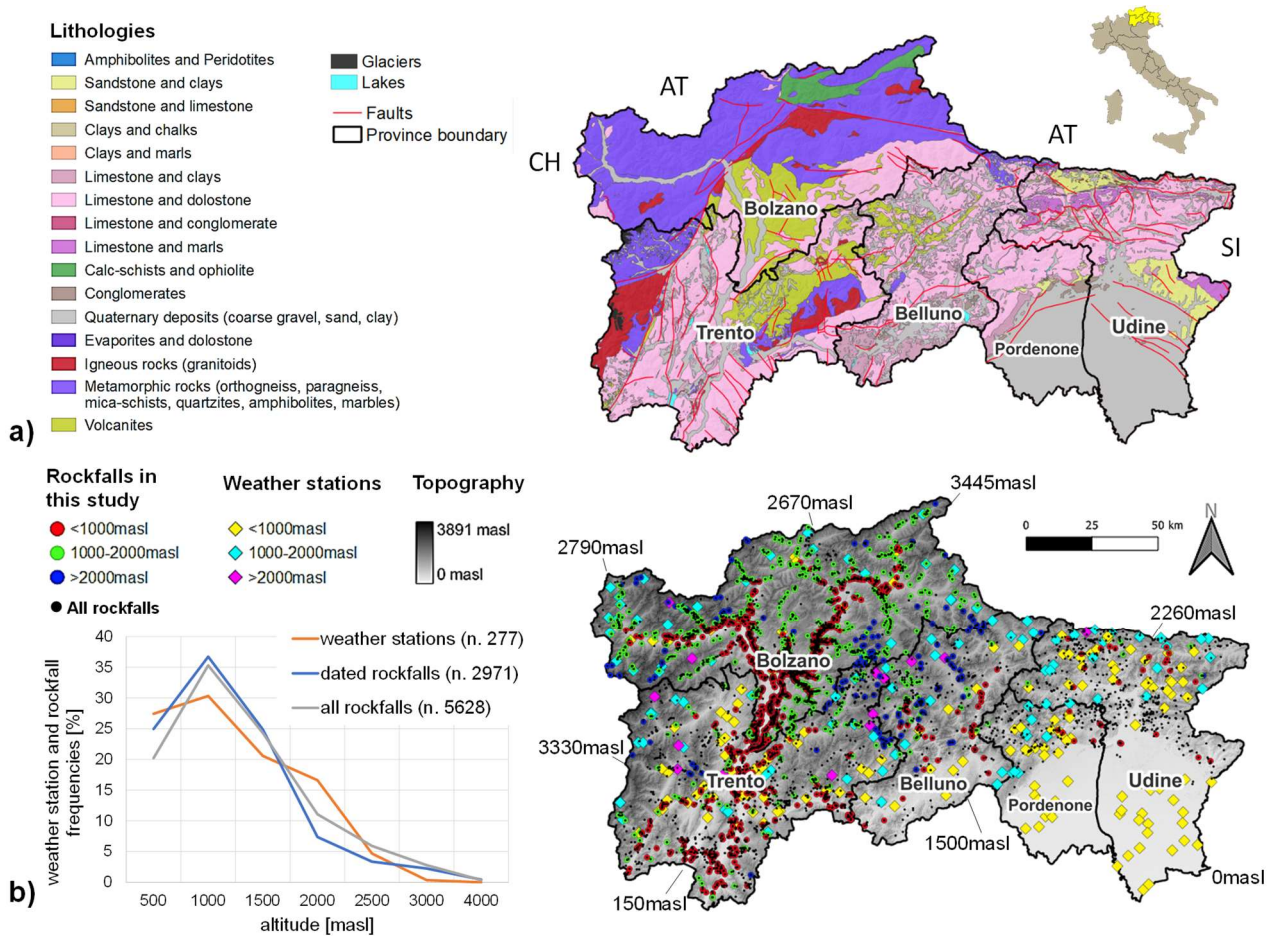 Lithologies
Amphibolites and Peridotites
Sandstone and clays
Sandstone and limestone
Clays and chalks
Clays and marls
Limestone and clays
Limestone and dolostone
Limestone and conglomerate
Limestone and marls
Calc-schists and ophiolite
Conglomerates
Quaternary deposits (coarse gravel, sand, clay)
Evaporites and dolostone
Igneous rocks (granitoids)
Metamorphic rocks (orthogneiss, paragneiss,
mica-schists, quartzites, amphibolites, marbles)
Volcanites
Glaciers
Lakes
Faults
Province boundary
a)
AT
CH
AT
SI
Bolzano
Trento
Belluno
Pordenone
Udine
Rockfalls in
this study
<1000masl
1000-2000masl
>2000masl
All rockfalls
Weather stations
<1000masl
1000-2000masl
>2000masl
Topography
3891 masl
0 masl
weather station and rockfall
frequencies [%]
40
35
30
25
20
15
10
5
0
500 1000 1500 2000 2500 3000 4000
altitude [masl]
weather stations (n. 277)
dated rockfalls (n. 2971)
all rockfalls (n. 5628)
b)
2790masl
2670masl
3445masl
0 25 50 km
N
2260masl
3330masl
150masl
1500masl
0masl
Bolzano
Trento
Belluno
Pordenone
Udine